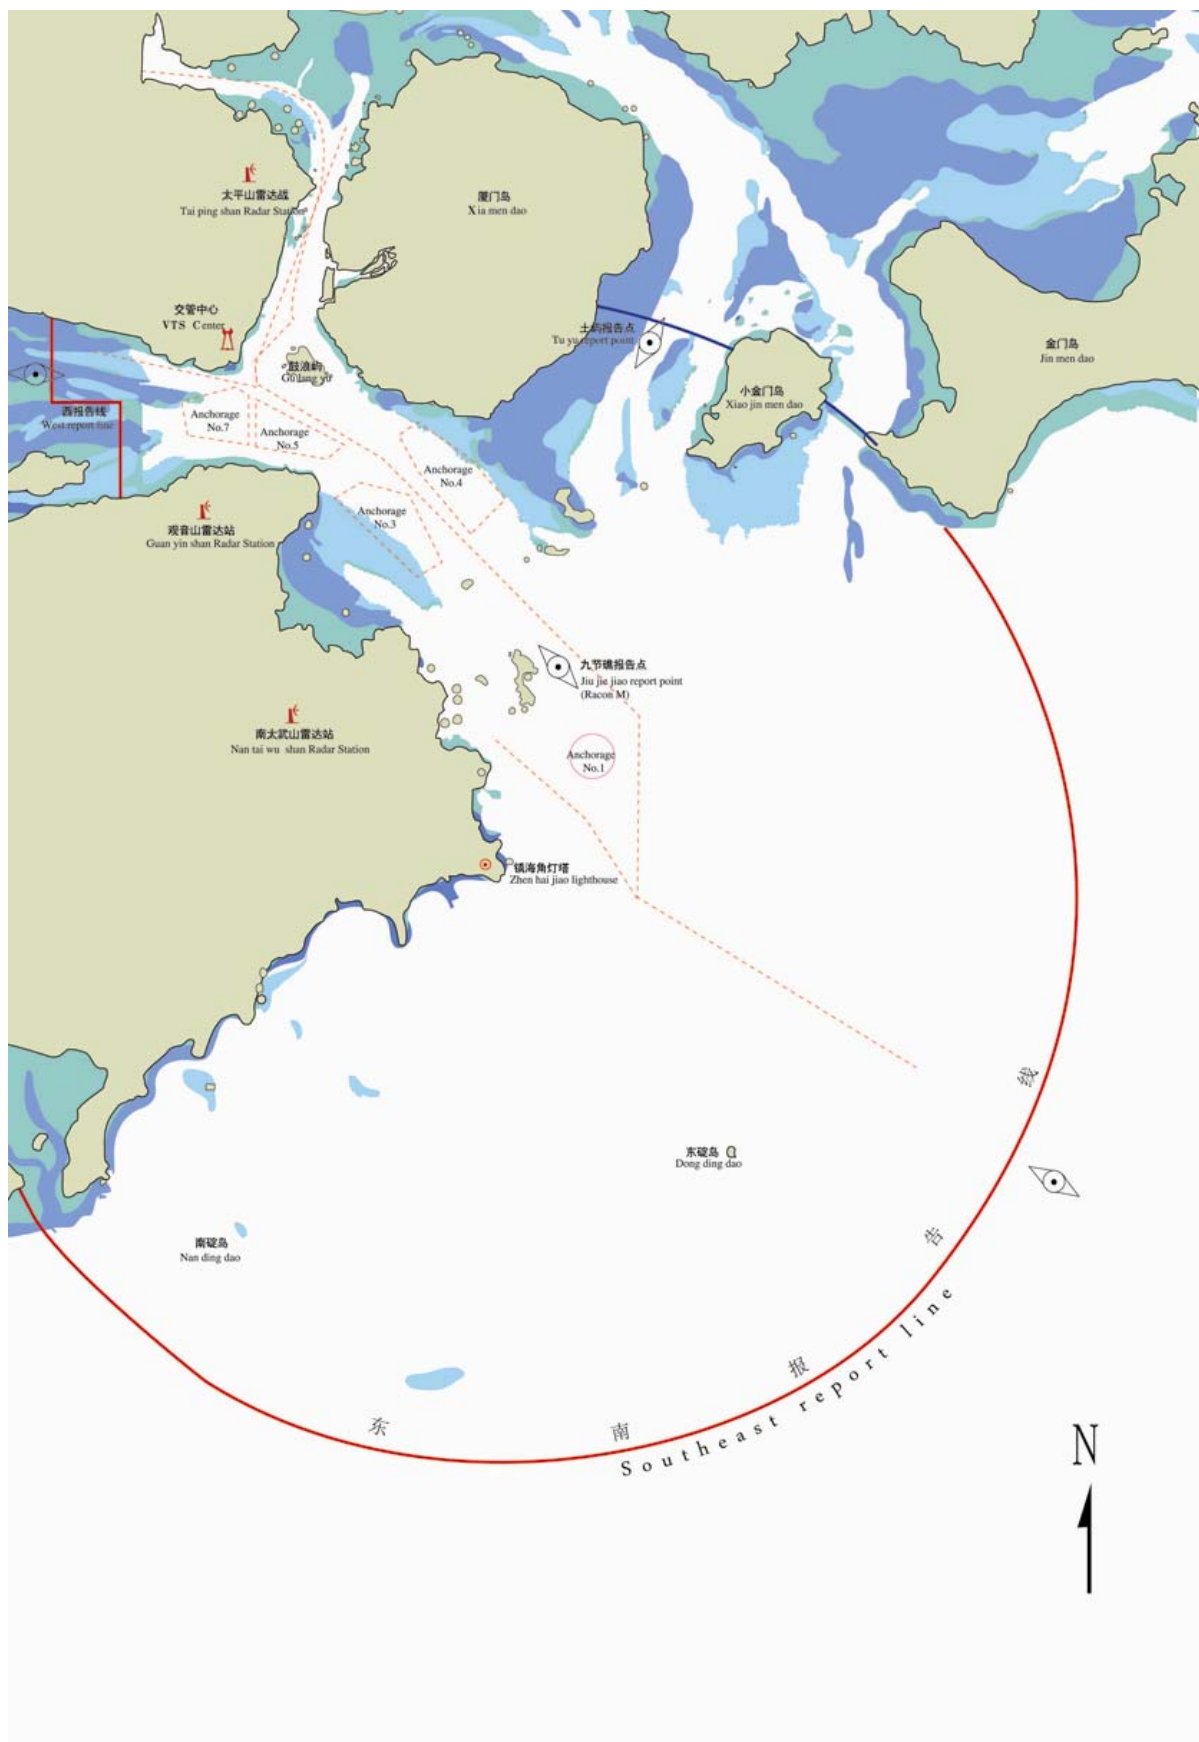 太平山雷达战
Tai ping shan Radar Station
厦门岛
Xia men dao
交管中心
VTS Center
土屿报告点
Tu yu report point
金门岛
Jin men dao
鼓浪屿
Gu lang yu
小金门岛
Xiao jin men dao
西报告线
West report line
Anchorage
No.7
Anchorage
No.5
Anchorage
No.4
Anchorage
No.3
观音山雷达站
Guan yin shan Radar Station
九节礁报告点
Jiu jie jiao report point
(Racon M)
南太武山雷达站
Nan tai wu shan Radar Station
Anchorage
No.1
镇海角灯塔
Zhen hai jiao lighthouse
东碇岛
Dong ding dao
南碇岛
Nan ding dao
东南报告线
Southeast report line
N